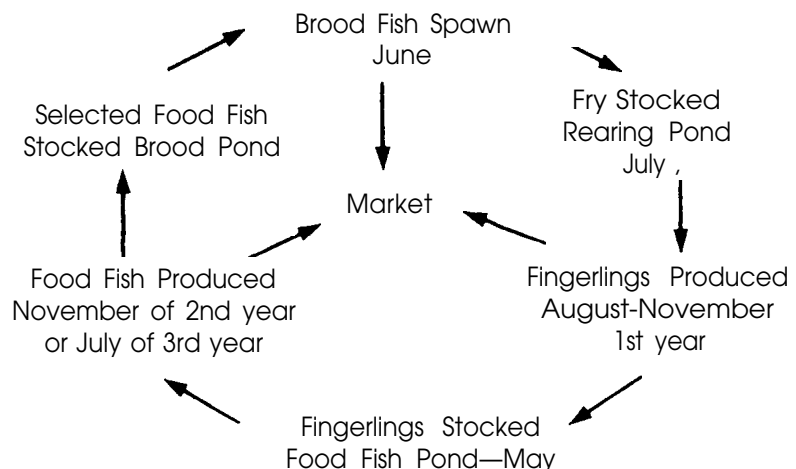 Brood Fish Spawn
June
Fry Stocked
Rearing Pond
July ,
Selected Food Fish
Stocked Brood Pond
Market
Fingerlings Produced
August-November
1st year
Food Fish Produced
November of 2nd year
or July of 3rd year
Fingerlings Stocked
Food Fish Pond—May